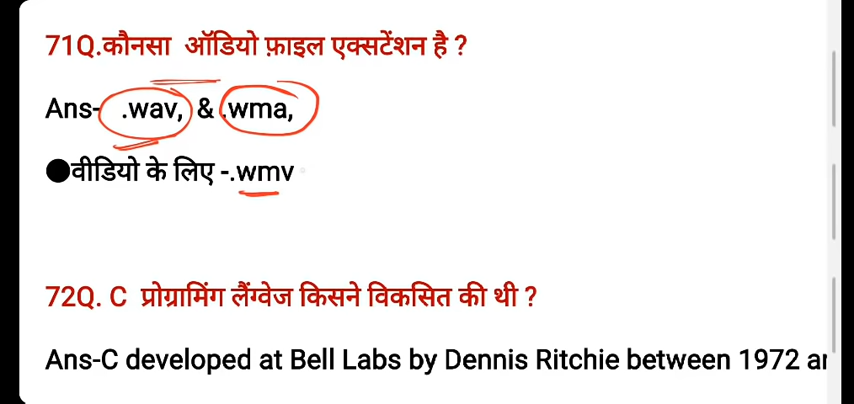 71Q.कौनसा ऑडियो फ़ाइल एक्सटेंशन है ?
Ans- .wav, & .wma,
●वीडियो के लिए -.wmv
72Q. C प्रोग्रामिंग लैंग्वेज किसने विकसित की थी ?
Ans-C developed at Bell Labs by Dennis Ritchie between 1972